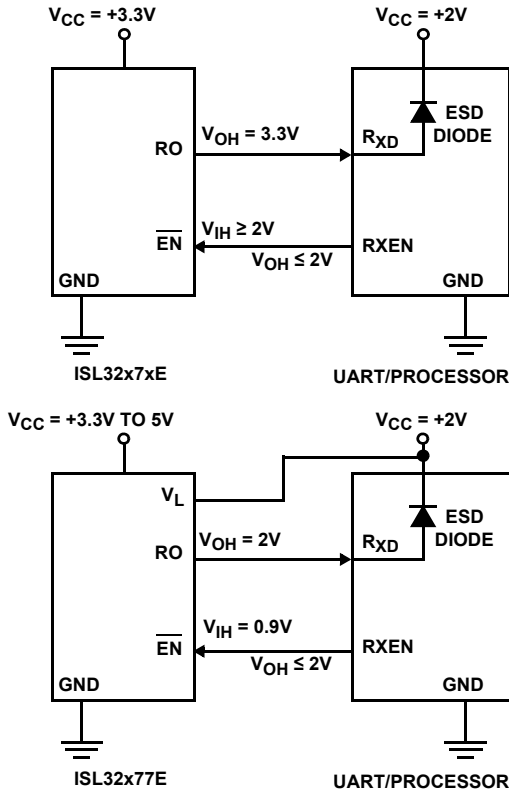 VCC = +3.3V
VCC = +2V
ESD
DIODE
RO
VOH = 3.3V
RXD
EN
VIH ≥ 2V
VOH ≤ 2V
RXEN
GND
GND
ISL32x7xE
UART/PROCESSOR
VCC = +3.3V TO 5V
VCC = +2V
VL
ESD
DIODE
RO
VOH = 2V
RXD
EN
VIH = 0.9V
VOH ≤ 2V
RXEN
GND
GND
ISL32x77E
UART/PROCESSOR